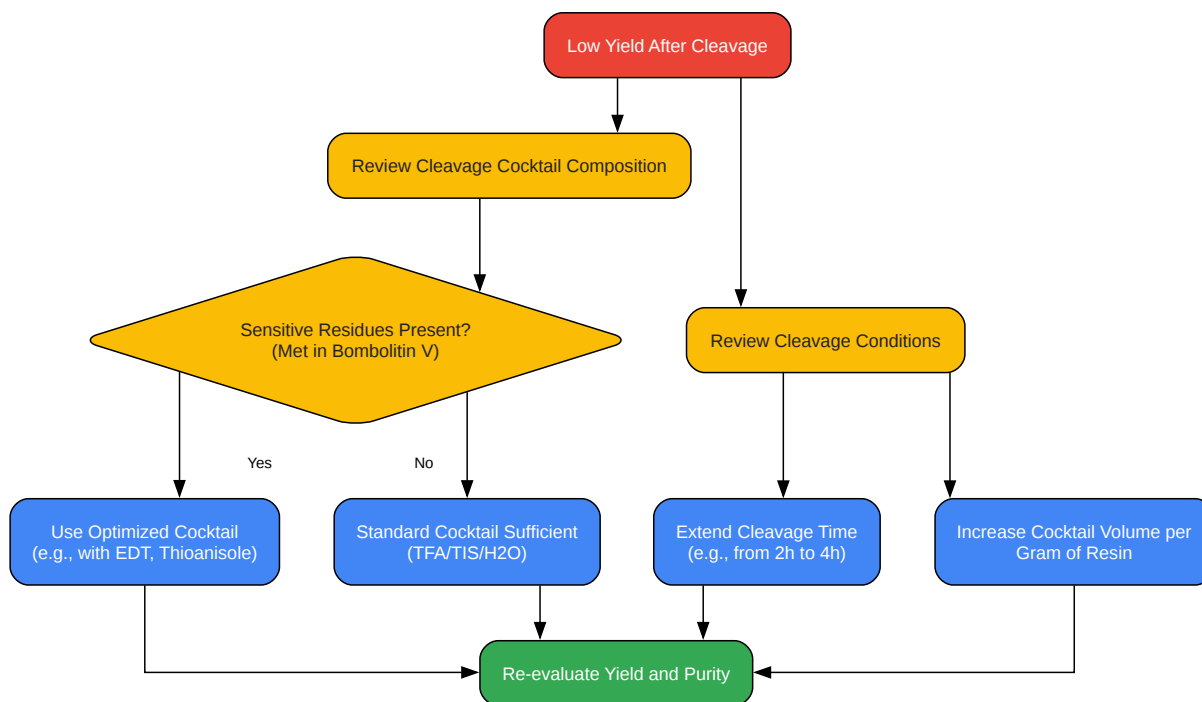 Low Yield After Cleavage
Review Cleavage Cocktail Composition
Sensitive Residues Present?
(Met in Bombolitin V)
Review Cleavage Conditions
Yes
No
Use Optimized Cocktail
(e.g., with EDT, Thioanisole)
Standard Cocktail Sufficient
(TFA/TIS/H2O)
Extend Cleavage Time
(e.g., from 2h to 4h)
Increase Cocktail Volume per
Gram of Resin
Re-evaluate Yield and Purity